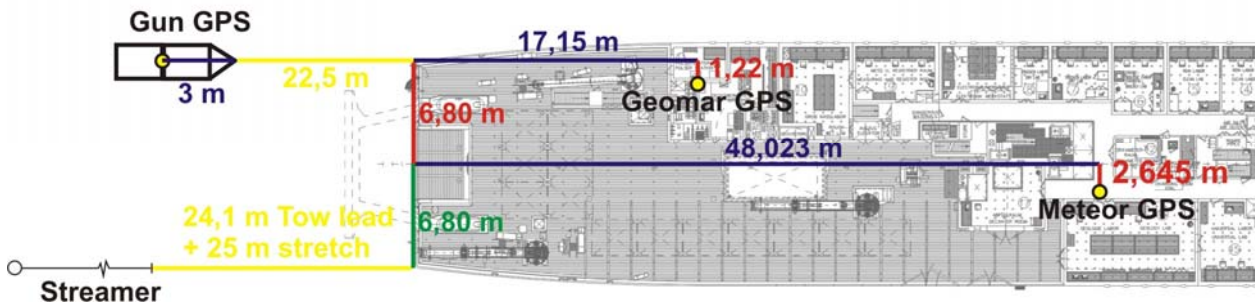 Gun GPS
17,15 m
22,5 m
3 m
1,22 m
Geomar GPS
6,80 m
48,023 m
2,645 m
Meteor GPS
6,80 m
24,1 m Tow lead
+ 25 m stretch
Streamer